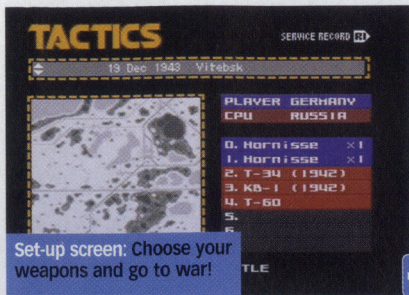 TACTICS
SERVICE RECORD R1
19 Dec 1943 Vitebsk
PLAYER GERMANY
CPU RUSSIA
0. Hornisse ×1
1. Hornisse ×1
2. T-34 (1942)
3. KB-1 (1942)
4. T-60
5.
6.
TLE
Set-up screen: Choose your
weapons and go to war!